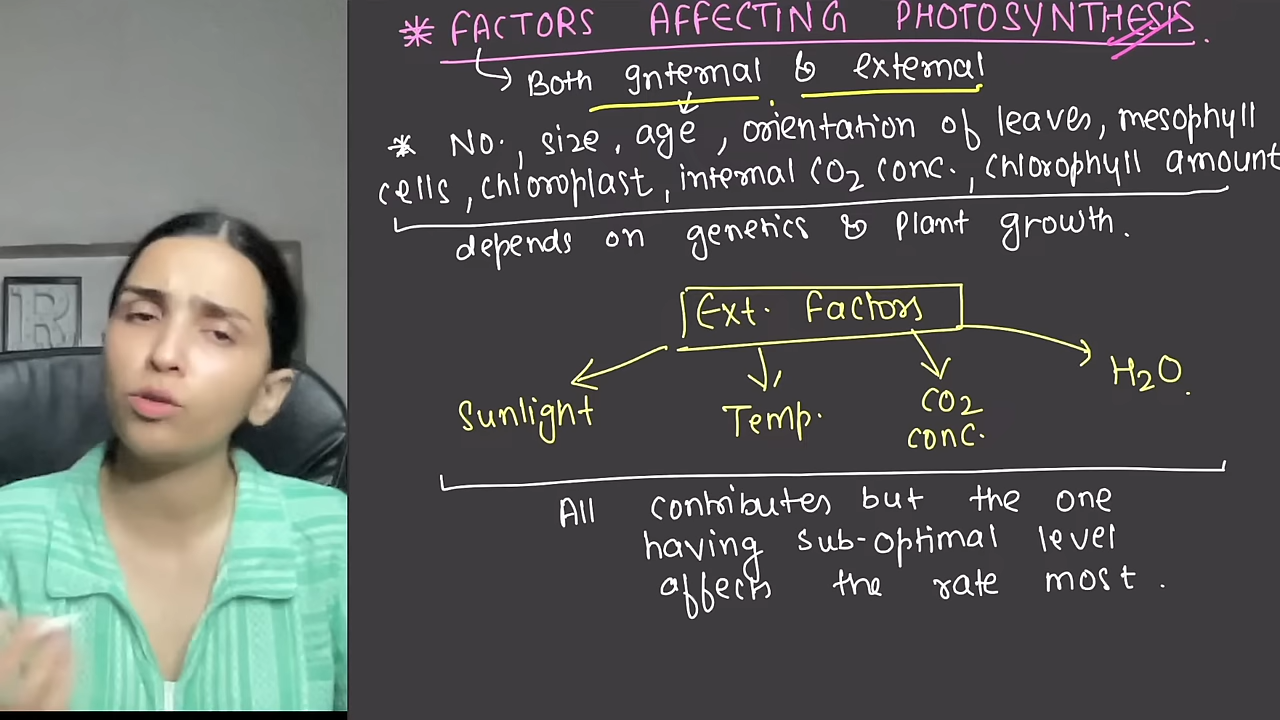 * FACTORS AFFECTING PHOTOSYNTHESIS.
Both Internal & external
* No., size, age, orientation of leaves, mesophyll
cells, chloroplast, internal CO2 conc., chlorophyll amount
depends on genetics & Plant growth.
Ext. Factors
Sunlight Temp. CO2 conc. H2O.
All contributes but the one
having sub-optimal level
affects the rate most.
R